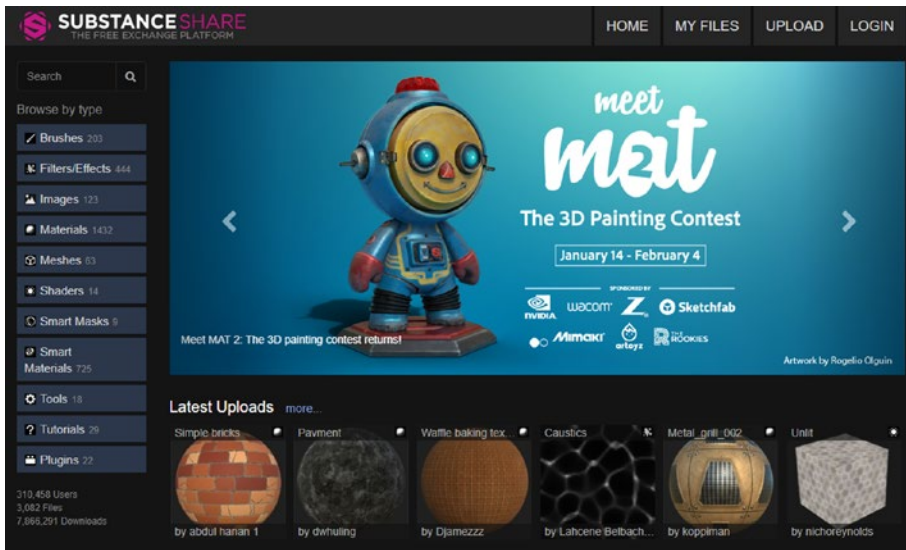 SUBSTANCE SHARE
THE FREE EXCHANGE PLATFORM
HOME MY FILES UPLOAD LOGIN
Search
Browse by type
Brushes 203
Filters/Effects 444
Images 123
Materials 1432
Meshes 83
Shaders 14
Smart Masks 9
Smart
Materials 725
Tools 18
? Tutorials 29
Plugins 22
310,458 Users
3,082 Files
7,866,291 Downloads
meet
mat
2
The 3D Painting Contest
January 14 - February 4
SPONSORED BY
NVIDIA wacom Z Sketchfab
Mimaki artoyz R THE ROOKIES
Meet MAT 2: The 3D painting contest returns!
Artwork by Rogelio Olguin
Latest Uploads more...
Simple bricks Pavment Waffle baking tex... Caustics Metal_grill_002 Unlit
by abdul hanan 1 by dwhuling by Djamezzz by Lahcene Belbach... by koppiman by nichoreynolds